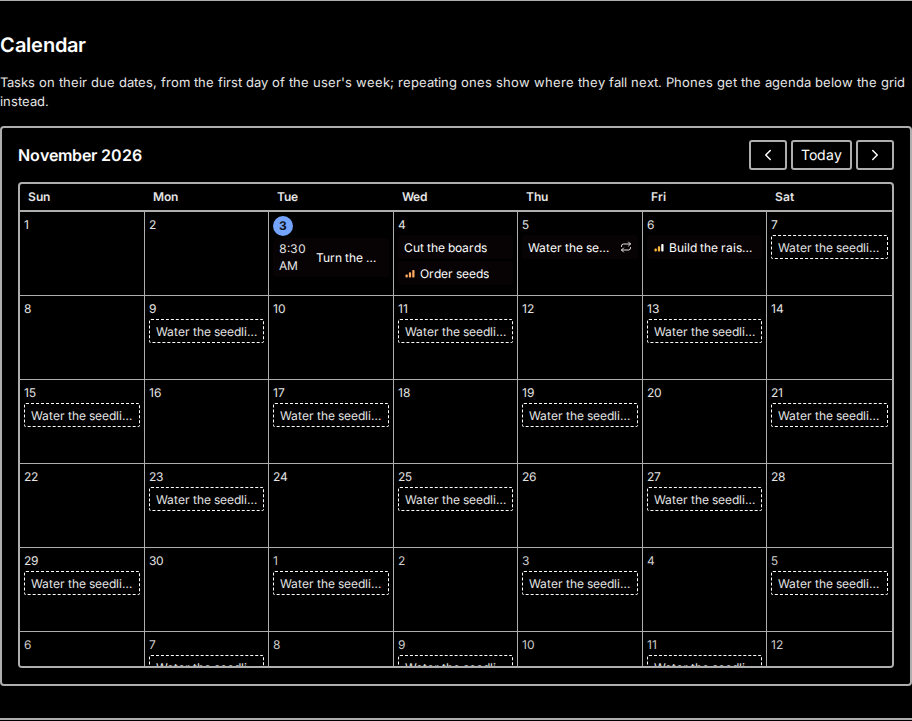 Calendar
Tasks on their due dates, from the first day of the user's week; repeating ones show where they fall next. Phones get the agenda below the grid
instead.
November 2026
Today
Sun Mon Tue Wed Thu Fri Sat
1 2 3 4 5 6 7
8:30 AM Turn the ...
Cut the boards
Order seeds
Water the se...
Build the rais...
Water the seedli...
8 9 10 11 12 13 14
Water the seedli... Water the seedli... Water the seedli...
15 16 17 18 19 20 21
Water the seedli... Water the seedli... Water the seedli... Water the seedli...
22 23 24 25 26 27 28
Water the seedli... Water the seedli... Water the seedli...
29 30 1 2 3 4 5
Water the seedli... Water the seedli... Water the seedli... Water the seedli...
6 7 8 9 10 11 12